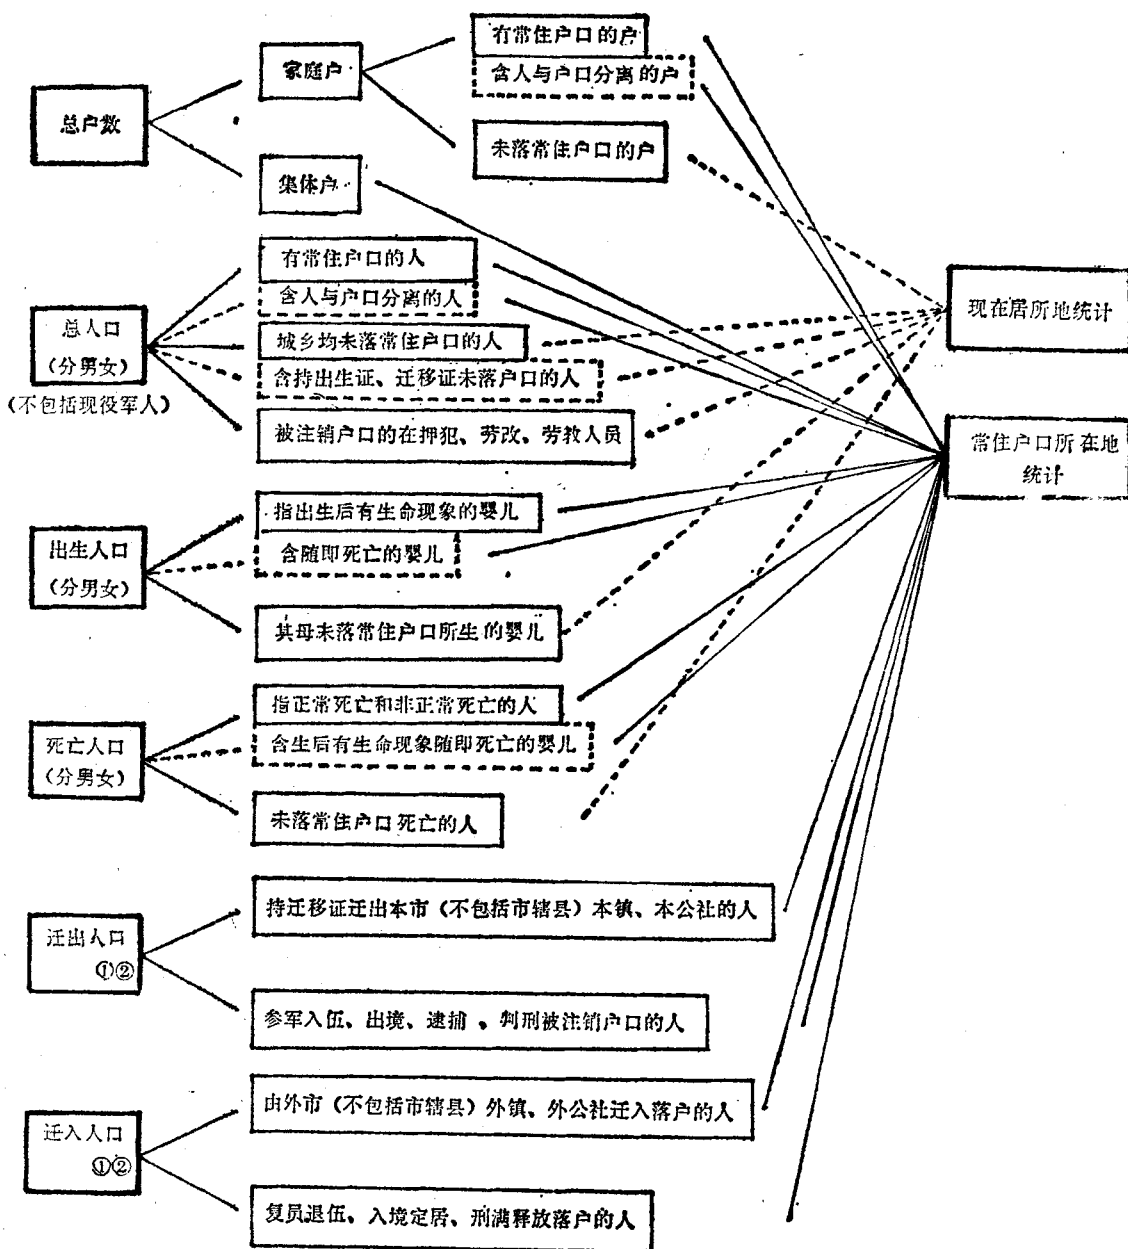 总户数
家庭户
有常住户口的户
含人与户口分离的户
未落常住户口的户
集体户
总人口
(分男女)
(不包括现役军人)
有常住户口的人
含人与户口分离的人
城乡均未落常住户口的人
含持出生证、迁移证未落户口的人
被注销户口的在押犯、劳改、劳教人员
出生人口
(分男女)
指出生后有生命现象的婴儿
含随即死亡的婴儿
其母未落常住户口所生的婴儿
死亡人口
(分男女)
指正常死亡和非正常死亡的人
含生后有生命现象随即死亡的婴儿
未落常住户口死亡的人
迁出人口
①②
持迁移证迁出本市(不包括市辖县)本镇、本公社的人
参军入伍、出境、逮捕、判刑被注销户口的人
迁入人口
①②
由外市(不包括市辖县)外镇、外公社迁入落户的人
复员退伍、入境定居、刑满释放落户的人
现在居所地统计
常住户口所在地
统计